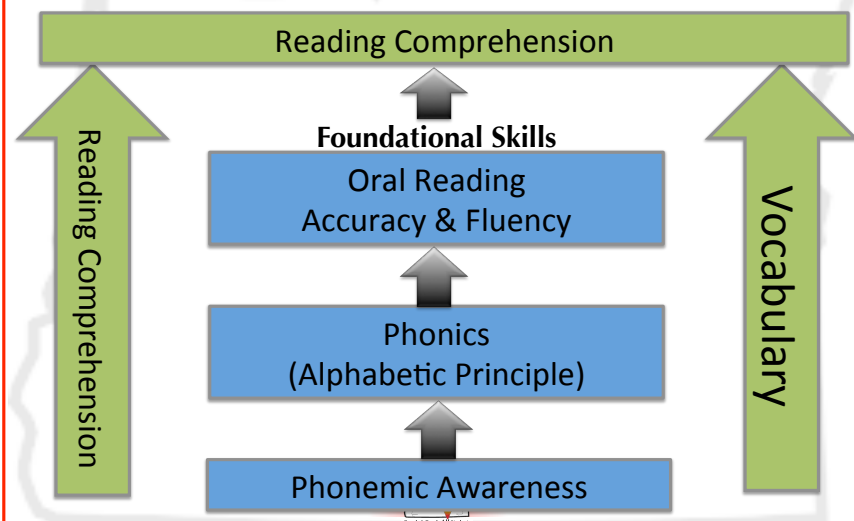 Reading Comprehension
Foundational Skills
Oral Reading
Accuracy & Fluency
Phonics
(Alphabetic Principle)
Phonemic Awareness
Reading Comprehension
Vocabulary